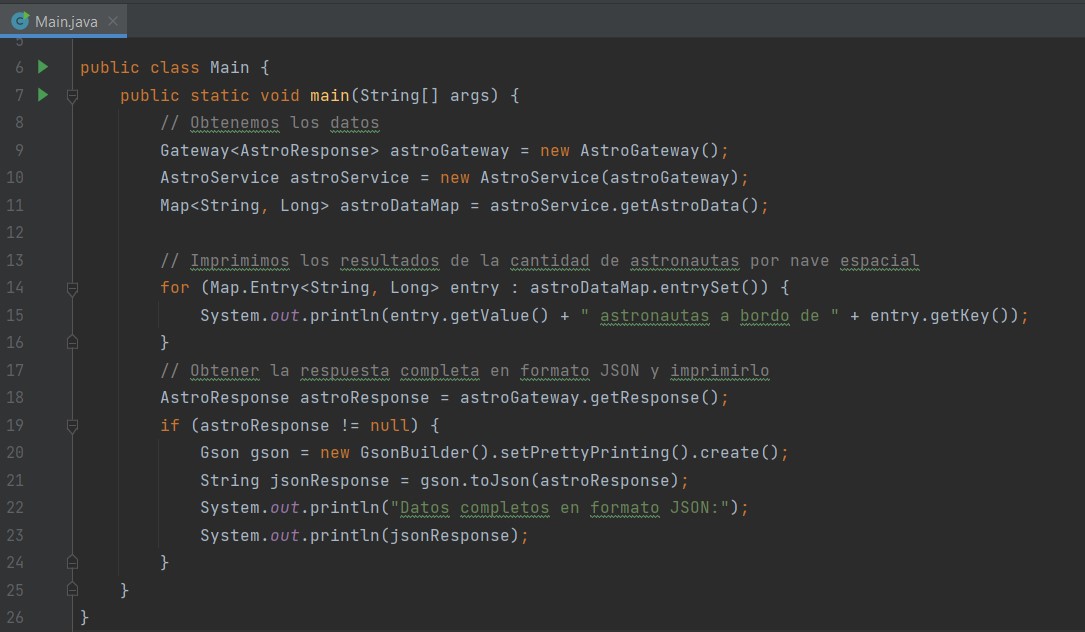 Main.java
5
6 public class Main {
7 public static void main(String[] args) {
8 // Obtenemos los datos
9 Gateway<AstroResponse> astroGateway = new AstroGateway();
10 AstroService astroService = new AstroService(astroGateway);
11 Map<String, Long> astroDataMap = astroService.getAstroData();
12
13 // Imprimimos los resultados de la cantidad de astronautas por nave espacial
14 for (Map.Entry<String, Long> entry : astroDataMap.entrySet()) {
15 System.out.println(entry.getValue() + " astronautas a bordo de " + entry.getKey());
16 }
17 // Obtener la respuesta completa en formato JSON y imprimirlo
18 AstroResponse astroResponse = astroGateway.getResponse();
19 if (astroResponse != null) {
20 Gson gson = new GsonBuilder().setPrettyPrinting().create();
21 String jsonResponse = gson.toJson(astroResponse);
22 System.out.println("Datos completos en formato JSON:");
23 System.out.println(jsonResponse);
24 }
25 }
26 }